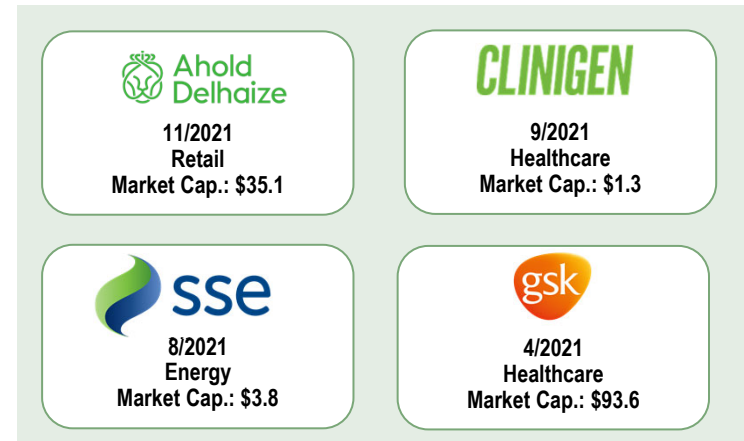 Ahold
Delhaize
11/2021
Retail
Market Cap.: $35.1
CLINIGEN
9/2021
Healthcare
Market Cap.: $1.3
sse
8/2021
Energy
Market Cap.: $3.8
gsk
4/2021
Healthcare
Market Cap.: $93.6